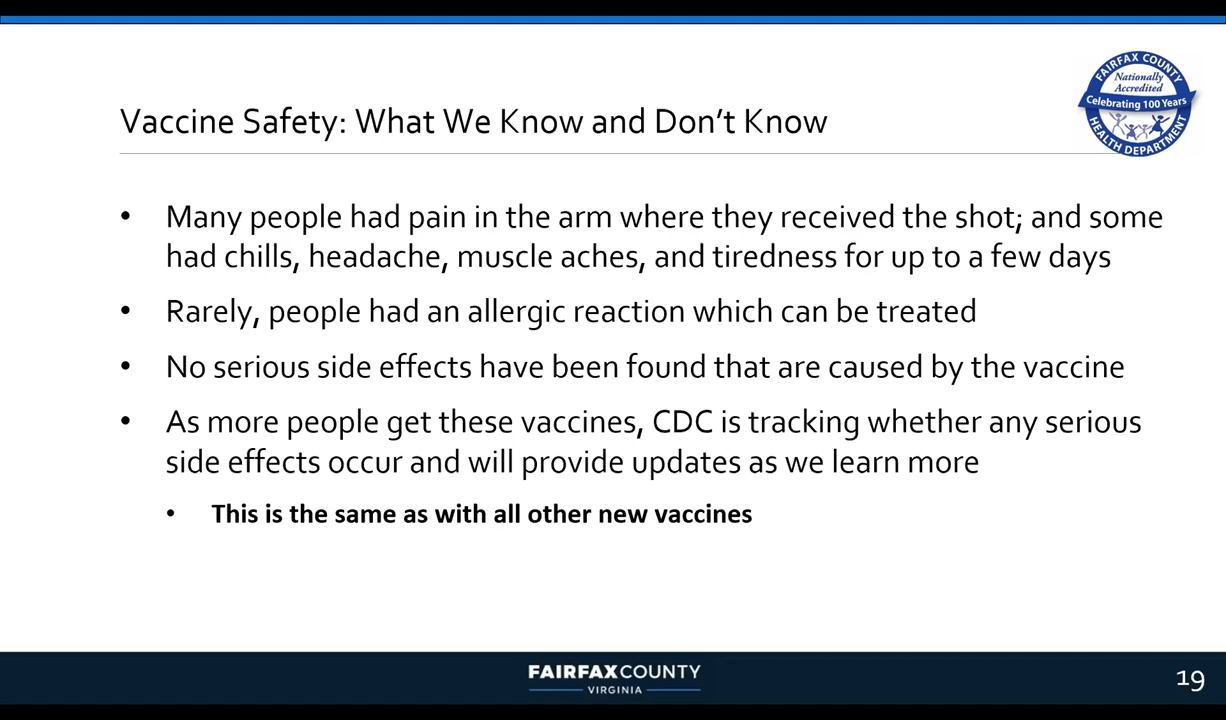 FAIRFAX COUNTY
Nationally
Accredited
Celebrating 100 Years
HEALTH DEPARTMENT
Vaccine Safety: What We Know and Don’t Know
• Many people had pain in the arm where they received the shot; and some
had chills, headache, muscle aches, and tiredness for up to a few days
• Rarely, people had an allergic reaction which can be treated
• No serious side effects have been found that are caused by the vaccine
• As more people get these vaccines, CDC is tracking whether any serious
side effects occur and will provide updates as we learn more
• This is the same as with all other new vaccines
FAIRFAX COUNTY
VIRGINIA
19